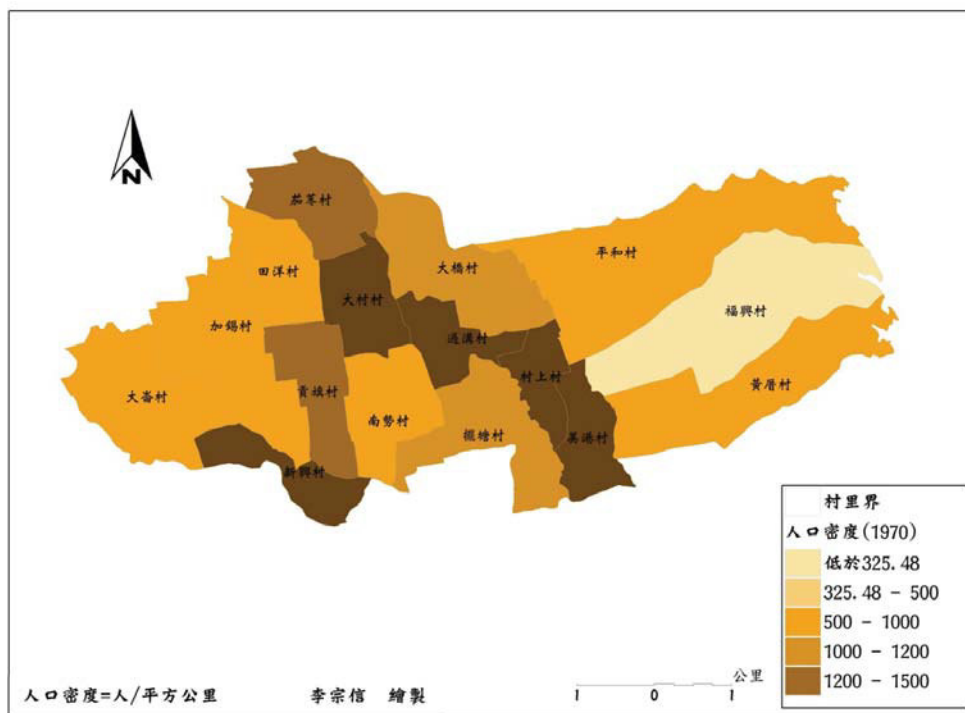 N
茄苳村
平和村
田洋村
大橋村
大村村
福興村
加錫村
過溝村
村上村
黃厝村
大崙村
貢旗村
南勢村
擺塘村
美港村
新興村
村里界
人口密度(1970)
低於325.48
325.48 - 500
500 - 1000
1000 - 1200
1200 - 1500
公里
1 0 1
人口密度=人/平方公里 李宗信 繪製